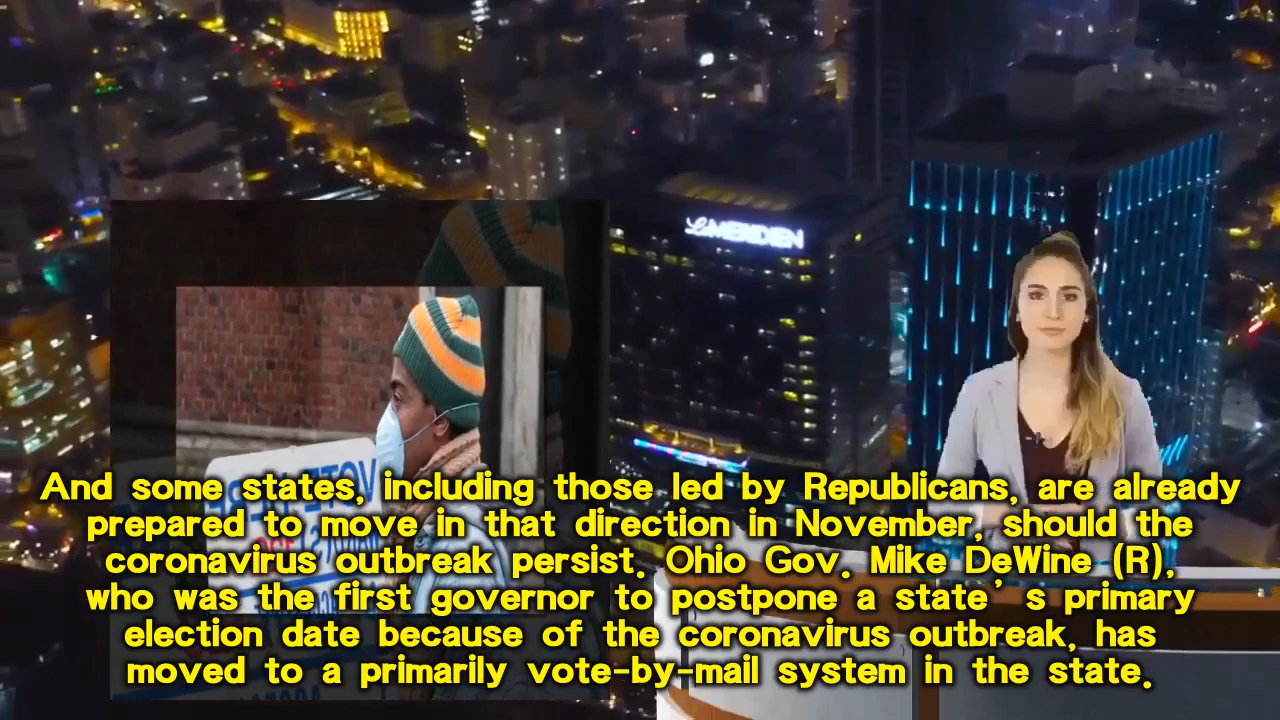 Le MERIDIEN
And some states, including those led by Republicans, are already
prepared to move in that direction in November, should the
coronavirus outbreak persist. Ohio Gov. Mike DeWine (R),
who was the first governor to postpone a state’s primary
election date because of the coronavirus outbreak, has
moved to a primarily vote-by-mail system in the state.